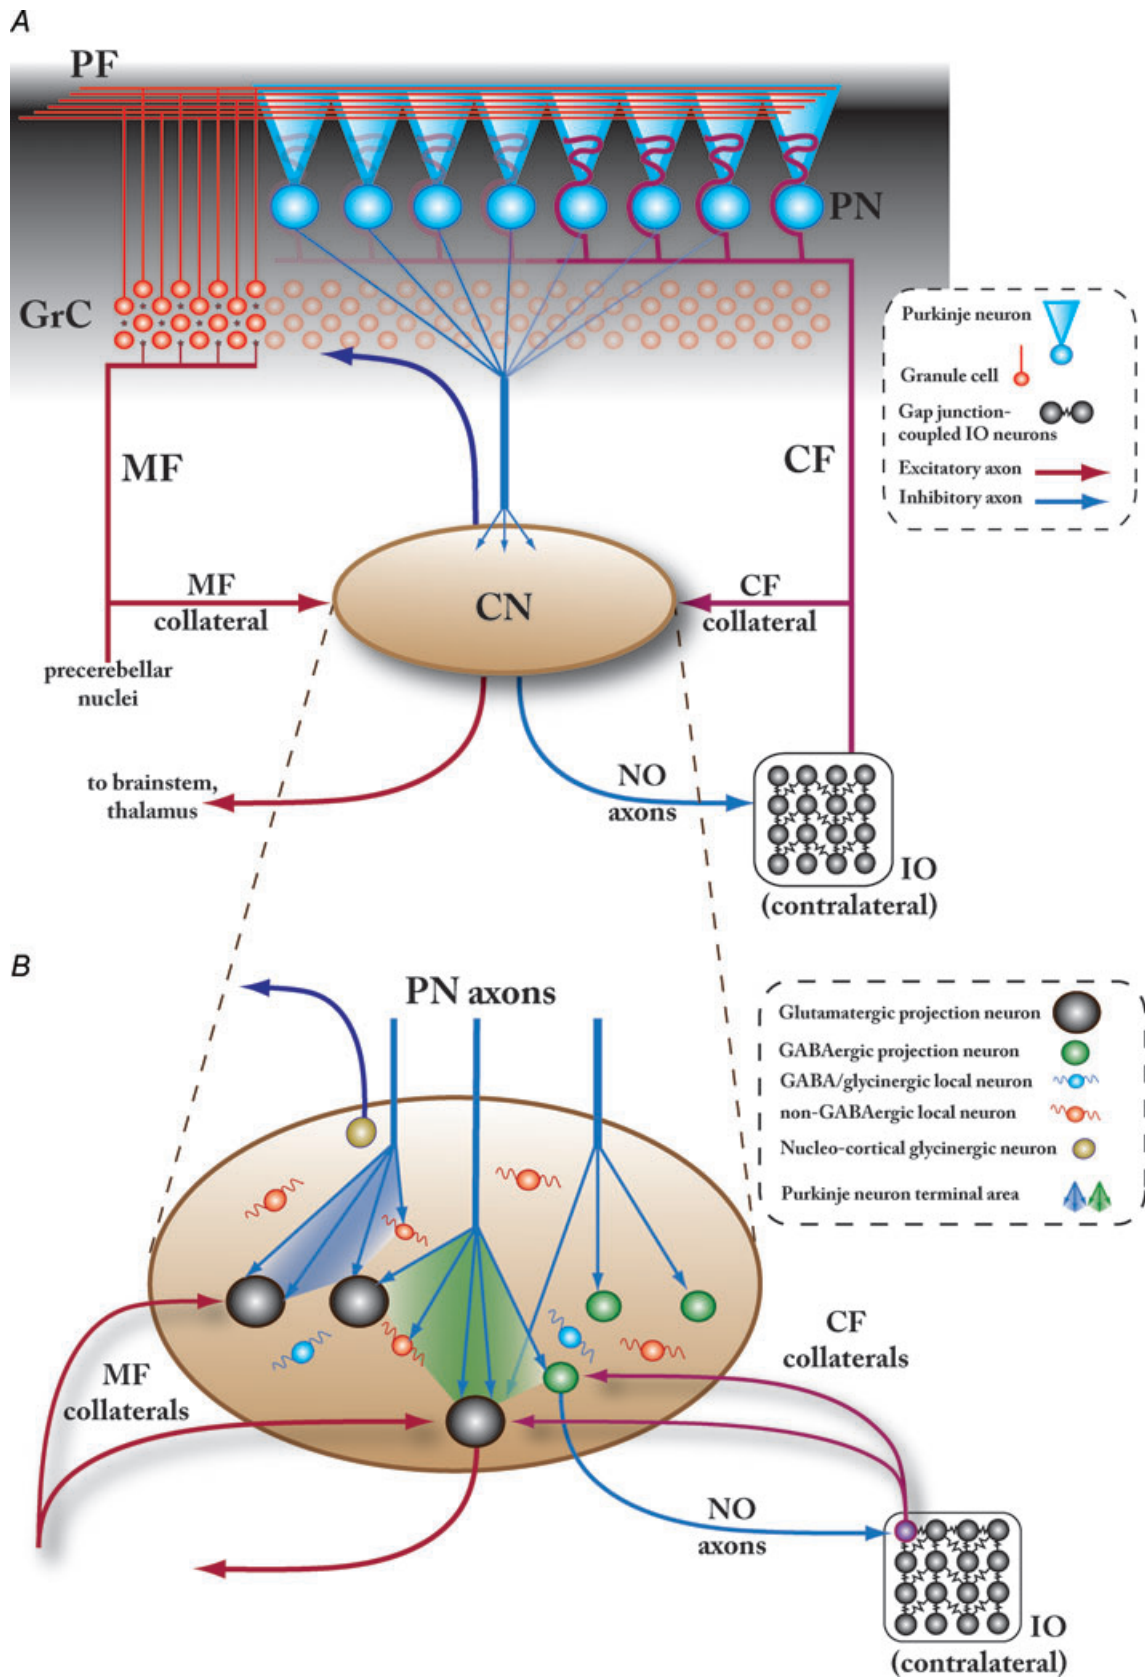 A
PF
PN
GrC
Purkinje neuron
Granule cell
Gap junction-
coupled IO neurons
Excitatory axon
Inhibitory axon
MF
CF
MF
collateral
CN
CF
collateral
precerebellar
nuclei
to brainstem,
thalamus
NO
axons
IO
(contralateral)
B
PN axons
Glutamatergic projection neuron
GABAergic projection neuron
GABA/glycinergic local neuron
non-GABAergic local neuron
Nucleo-cortical glycinergic neuron
Purkinje neuron terminal area
CF
collaterals
MF
collaterals
NO
axons
IO
(contralateral)